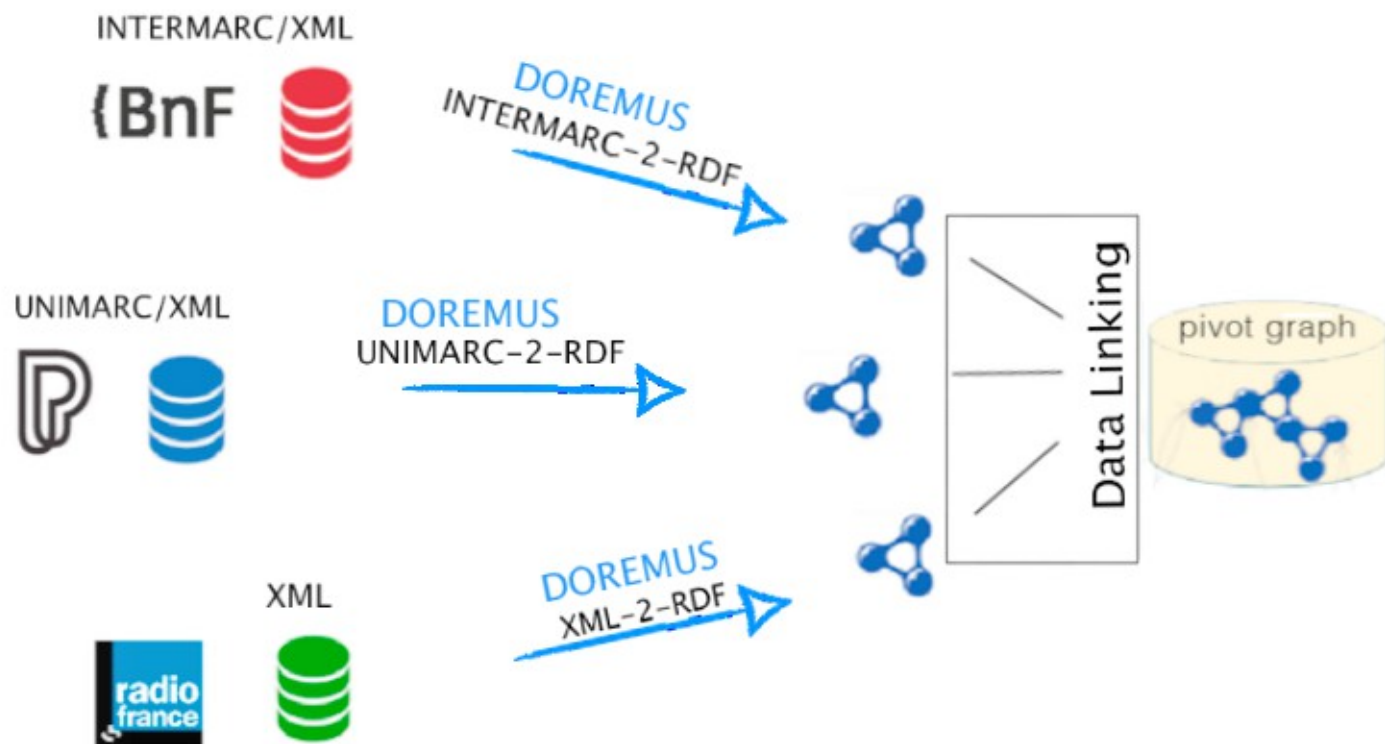 INTERMARC/XML
{BnF
DOREMUS
INTERMARC-2-RDF
UNIMARC/XML
P
DOREMUS
UNIMARC-2-RDF
XML
radio
france
DOREMUS
XML-2-RDF
Data Linking
pivot graph